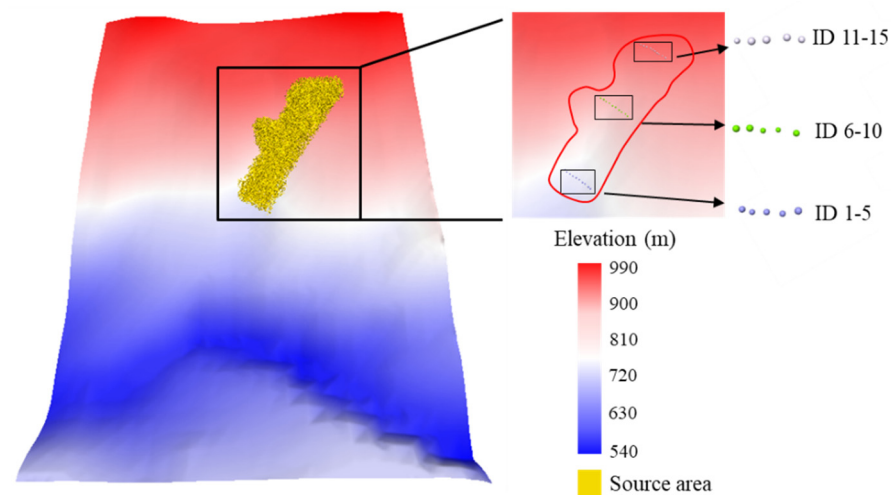 ID 11-15
ID 6-10
ID 1-5
Elevation (m)
990
900
810
720
630
540
Source area